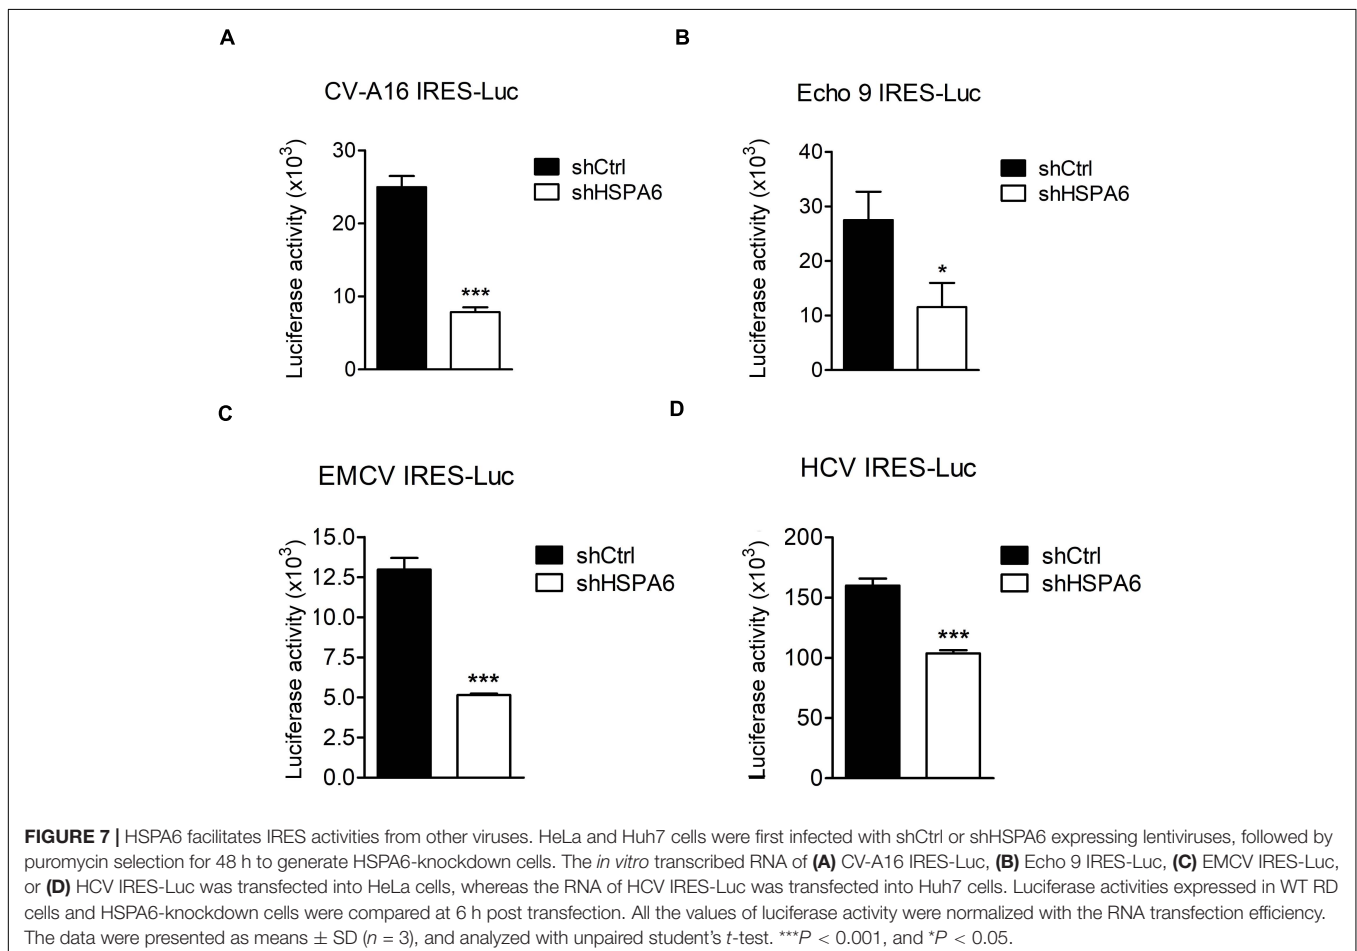 A
CV-A16 IRES-Luc
Luciferase activity (x10³)
30
20
10
0
***
shCtrl
shHSPA6
B
Echo 9 IRES-Luc
Luciferase activity (x10³)
40
30
20
10
0
*
shCtrl
shHSPA6
C
EMCV IRES-Luc
Luciferase activity (x10³)
15.0
12.5
10.0
7.5
5.0
2.5
0.0
***
shCtrl
shHSPA6
D
HCV IRES-Luc
Luciferase activity (x10³)
200
150
100
50
0
***
shCtrl
shHSPA6
FIGURE 7 | HSPA6 facilitates IRES activities from other viruses. HeLa and Huh7 cells were first infected with shCtrl or shHSPA6 expressing lentiviruses, followed by
puromycin selection for 48 h to generate HSPA6-knockdown cells. The in vitro transcribed RNA of (A) CV-A16 IRES-Luc, (B) Echo 9 IRES-Luc, (C) EMCV IRES-Luc,
or (D) HCV IRES-Luc was transfected into HeLa cells, whereas the RNA of HCV IRES-Luc was transfected into Huh7 cells. Luciferase activities expressed in WT RD
cells and HSPA6-knockdown cells were compared at 6 h post transfection. All the values of luciferase activity were normalized with the RNA transfection efficiency.
The data were presented as means ± SD (n = 3), and analyzed with unpaired student's t-test. ***P < 0.001, and *P < 0.05.